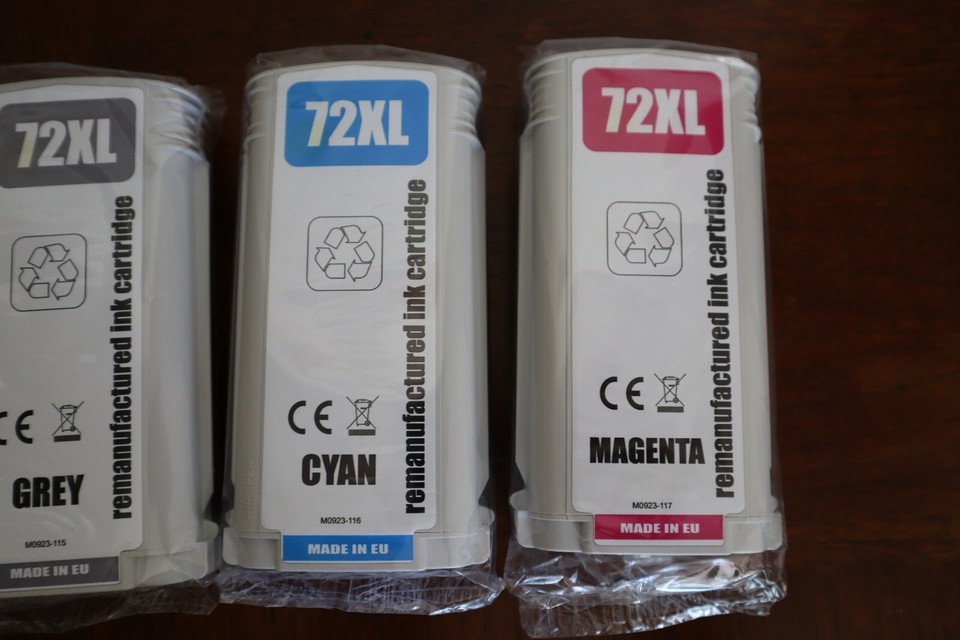 72XL
remanufactured ink cartridge
CE
GREY
M0923-115
MADE IN EU
72XL
remanufactured ink cartridge
CE
CYAN
M0923-116
MADE IN EU
72XL
remanufactured ink cartridge
CE
MAGENTA
M0923-117
MADE IN EU